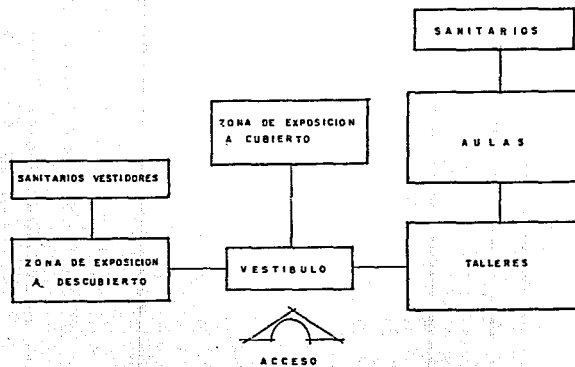 SANITARIOS
ZONA DE EXPOSICION
A CUBIERTO
AULAS
SANITARIOS VESTIDORES
ZONA DE EXPOSICION
A DESCUBIERTO
VESTIBULO
TALLERES
ACCESO